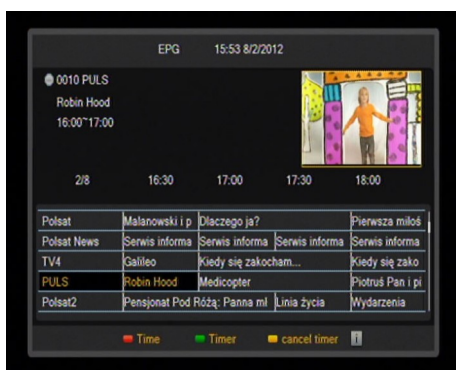 EPG 15:53 8/2/2012
0010 PULS
Robin Hood
16:00~17:00
2/8 16:30 17:00 17:30 18:00
Polsat Malanowski i p Dlaczego ja? Pierwsza miłoś
Polsat News Serwis informa Serwis informa Serwis informa Serwis informa
TV4 Galileo Kiedy się zakocham... Kiedy się zako
PULS Robin Hood Medicopter Piotruś Pan i pi
Polsat2 Pensjonat Pod Różą: Panna mł Linia życia Wydarzenia
Time Timer cancel timer i